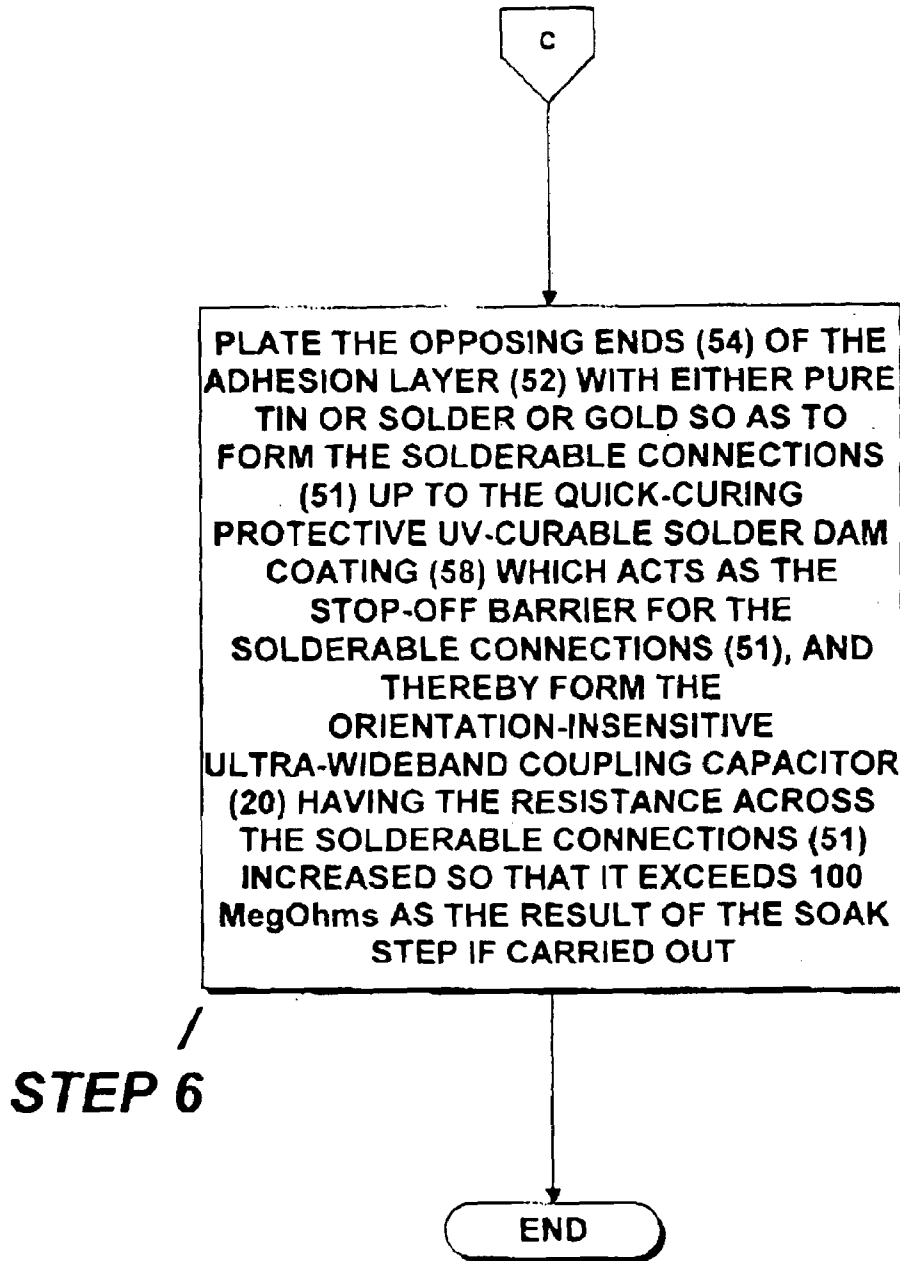 C
PLATE THE OPPOSING ENDS (54) OF THE
ADHESION LAYER (52) WITH EITHER PURE
TIN OR SOLDER OR GOLD SO AS TO
FORM THE SOLDERABLE CONNECTIONS
(51) UP TO THE QUICK-CURING
PROTECTIVE UV-CURABLE SOLDER DAM
COATING (58) WHICH ACTS AS THE
STOP-OFF BARRIER FOR THE
SOLDERABLE CONNECTIONS (51), AND
THEREBY FORM THE
ORIENTATION-INSENSITIVE
ULTRA-WIDEBAND COUPLING CAPACITOR
(20) HAVING THE RESISTANCE ACROSS
THE SOLDERABLE CONNECTIONS (51)
INCREASED SO THAT IT EXCEEDS 100
MegOhms AS THE RESULT OF THE SOAK
STEP IF CARRIED OUT
STEP 6
END